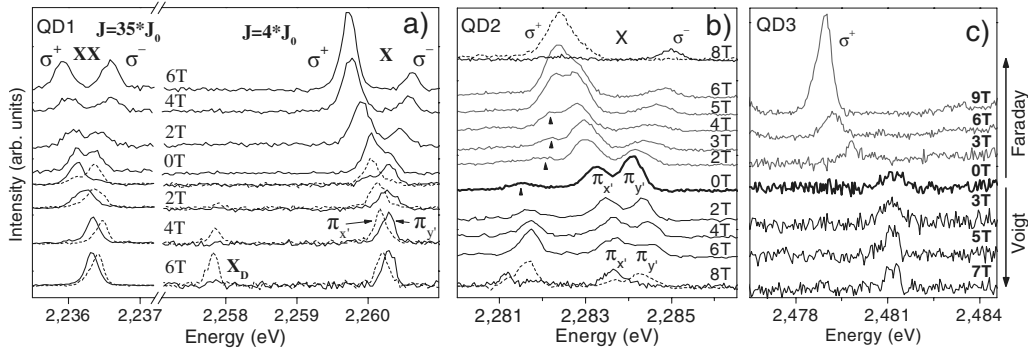 Intensity (arb. units)
QD1 J=35*J₀ J=4*J₀ a)
σ⁺ XX σ⁻ σ⁺ X σ⁻
6T
4T
2T
0T
2T
4T πx' πy'
6T X_D
2,236 2,237 2,258 2,259 2,260
Energy (eV)
QD2 b)
σ⁺ X σ⁻
8T
6T
5T
4T
3T
2T
0T
πx' πy'
2T
4T
6T
πx' πy'
8T
2,281 2,283 2,285
Energy (eV)
QD3 c)
σ⁺
9T
6T
3T
0T
3T
5T
7T
Faraday
Voigt
2,478 2,481 2,484
Energy (eV)